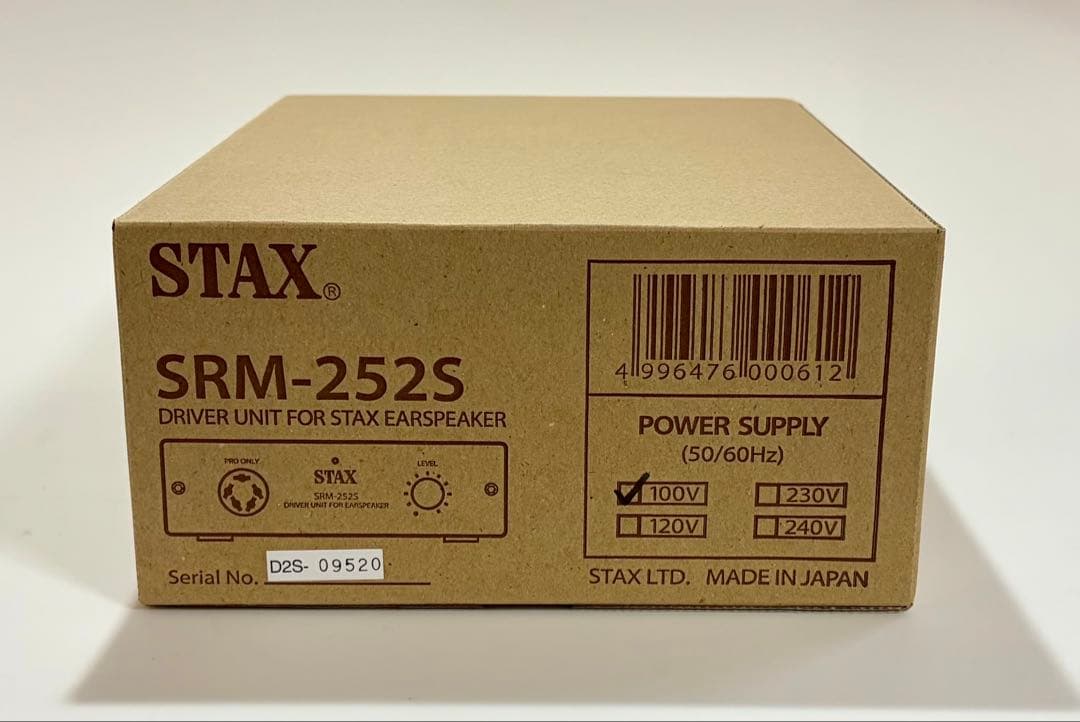 STAX®
SRM-252S
DRIVER UNIT FOR STAX EARSPEAKER
PRO ONLY
STAX
SRM-252S
DRIVER UNIT FOR EARSPEAKER
LEVEL
Serial No. D2S- 09520
4 996476 000612
POWER SUPPLY
(50/60Hz)
100V 230V
120V 240V
STAX LTD. MADE IN JAPAN